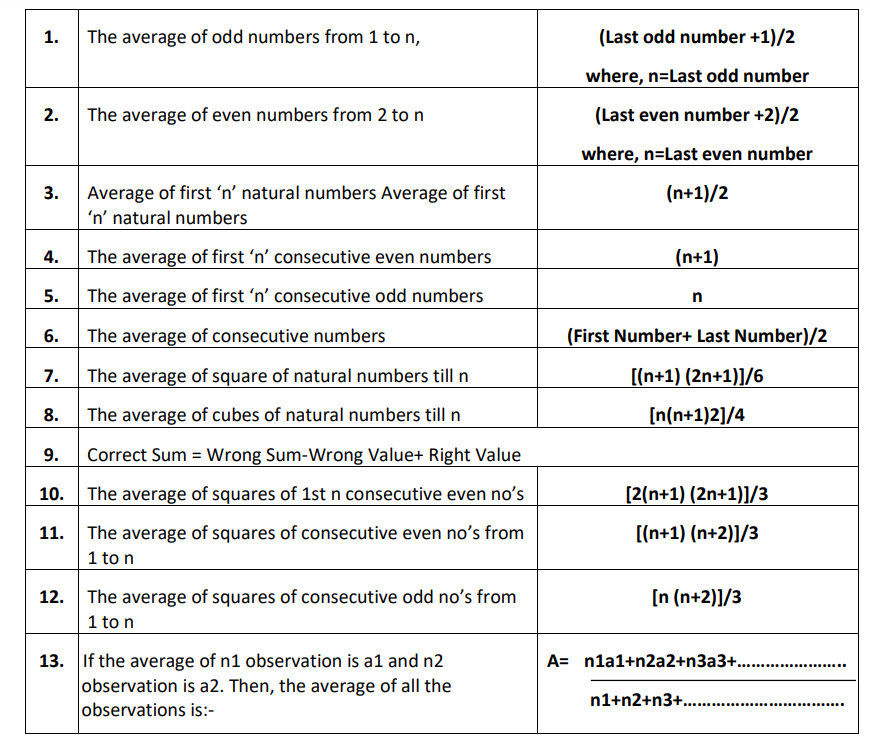 1. The average of odd numbers from 1 to n, (Last odd number +1)/2
where, n=Last odd number
2. The average of even numbers from 2 to n (Last even number +2)/2
where, n=Last even number
3. Average of first ‘n’ natural numbers Average of first (n+1)/2
‘n’ natural numbers
4. The average of first ‘n’ consecutive even numbers (n+1)
5. The average of first ‘n’ consecutive odd numbers n
6. The average of consecutive numbers (First Number+ Last Number)/2
7. The average of square of natural numbers till n [(n+1) (2n+1)]/6
8. The average of cubes of natural numbers till n [n(n+1)2]/4
9. Correct Sum = Wrong Sum-Wrong Value+ Right Value
10. The average of squares of 1st n consecutive even no’s [2(n+1) (2n+1)]/3
11. The average of squares of consecutive even no’s from [(n+1) (n+2)]/3
1 to n
12. The average of squares of consecutive odd no’s from [n (n+2)]/3
1 to n
13. If the average of n1 observation is a1 and n2 A= n1a1+n2a2+n3a3+…………………..
observation is a2. Then, the average of all the
observations is:- n1+n2+n3+…………………………….